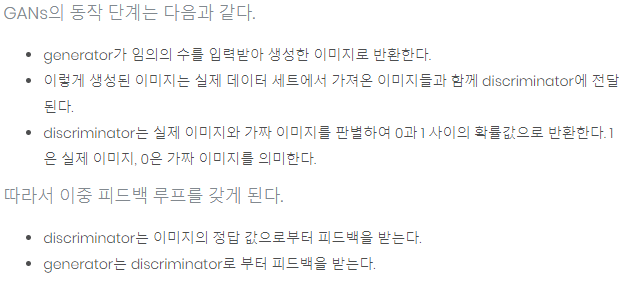 GANs의 동작 단계는 다음과 같다.
generator가 임의의 수를 입력받아 생성한 이미지로 반환한다.
이렇게 생성된 이미지는 실제 데이터 세트에서 가져온 이미지들과 함께 discriminator에 전달
된다.
discriminator는 실제 이미지와 가짜 이미지를 판별하여 0과 1 사이의 확률값으로 반환한다. 1
은 실제 이미지, 0은 가짜 이미지를 의미한다.
따라서 이중 피드백 루프를 갖게 된다.
discriminator는 이미지의 정답 값으로부터 피드백을 받는다.
generator는 discriminator로 부터 피드백을 받는다.